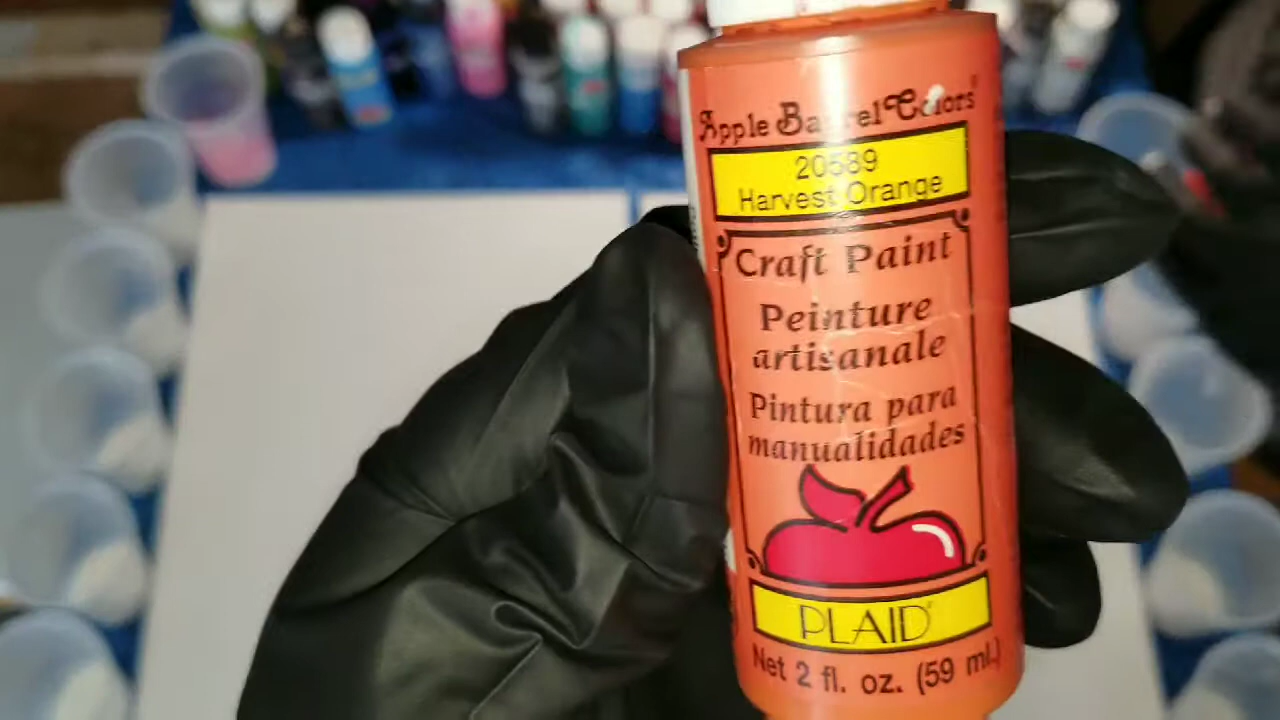 Apple Barrel Colors®
20589
Harvest Orange
Craft Paint
Peinture
artisanale
Pintura para
manualidades
PLAID®
Net 2 fl. oz. (59 ml.)